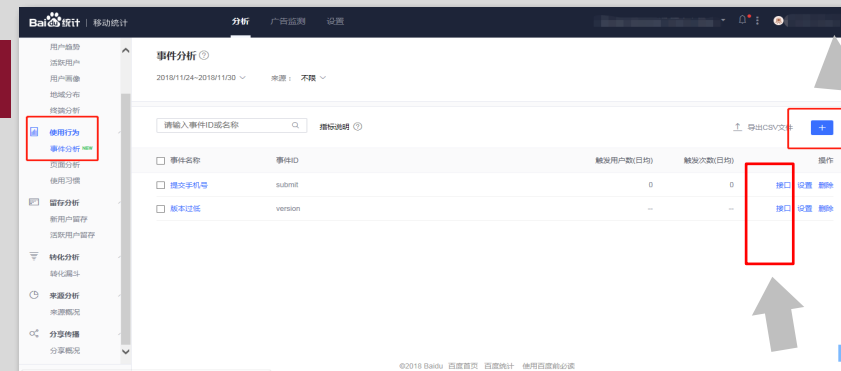 Bai du 统计 | 移动统计 分析 广告监测 设置
用户趋势
活跃用户
用户画像
地域分布
终端分析
使用行为
事件分析 NEW
页面分析
使用习惯
留存分析
新用户留存
活跃用户留存
转化分析
转化漏斗
来源分析
来源概况
分享传播
分享概况
事件分析 ?
2018/11/24~2018/11/30 来源： 不限
请输入事件ID或名称 指标说明 ? 导出CSV文件 +
事件名称 事件ID 触发用户数(日均) 触发次数(日均) 操作
提交手机号 submit 0 0 接口 设置 删除
版本过低 version -- -- 接口 设置 删除
©2018 Baidu 百度首页 百度统计 使用百度前必读